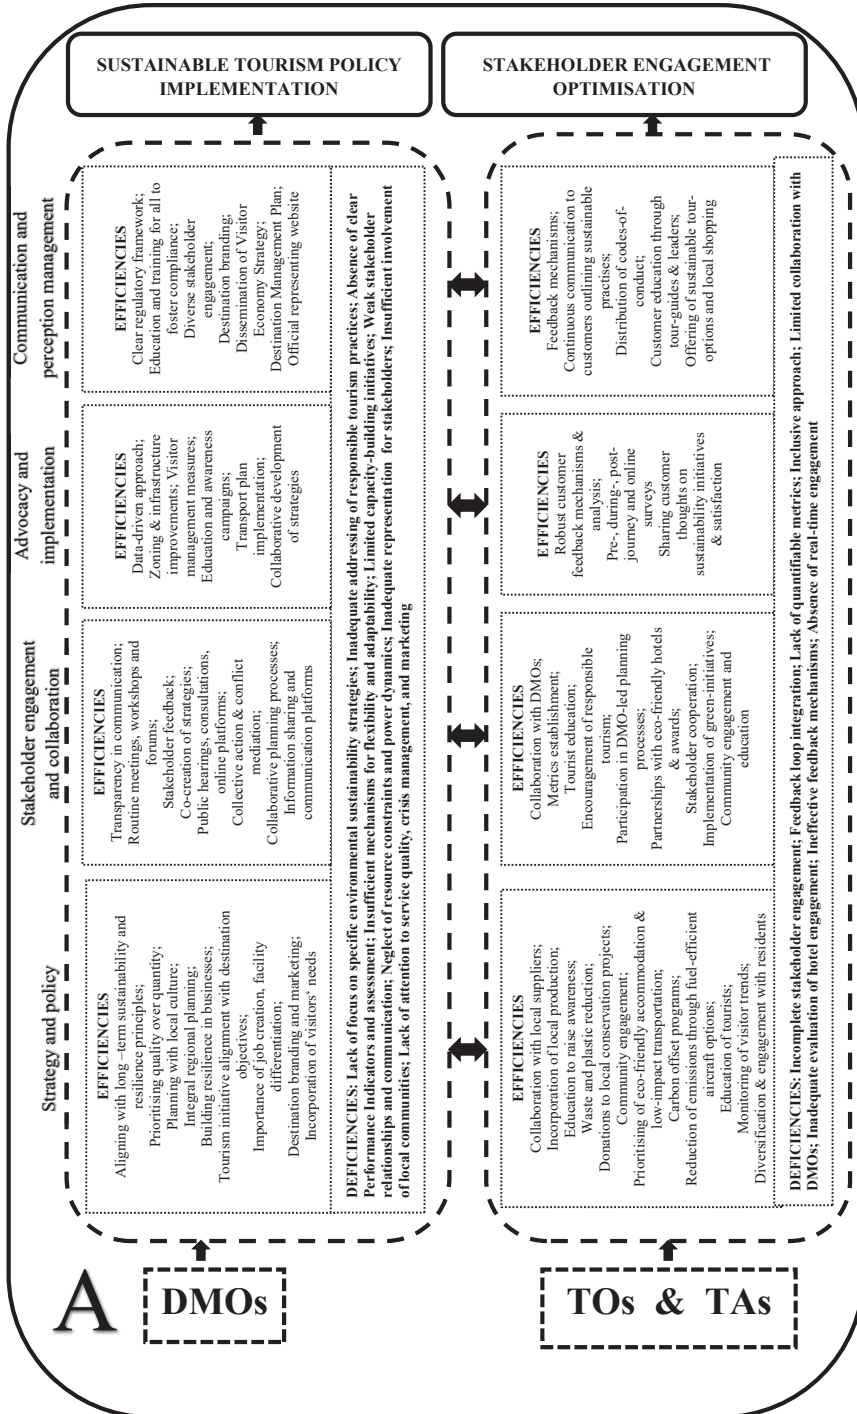 A
Strategy and policy
Stakeholder engagement
and collaboration
Advocacy and
implementation
Communication and
perception management
DMOs
EFFICIENCIES
Aligning with long –term sustainability and
resilience principles;
Prioritising quality over quantity;
Planning with local culture;
Integral regional planning;
Building resilience in businesses;
Tourism initiative alignment with destination
objectives;
Importance of job creation, facility
differentiation;
Destination branding and marketing;
Incorporation of visitors' needs
EFFICIENCIES
Transparency in communication;
Routine meetings, workshops and
forums;
Stakeholder feedback;
Co-creation of strategies;
Public hearings, consultations,
online platforms;
Collective action & conflict
mediation;
Collaborative planning processes;
Information sharing and
communication platforms
EFFICIENCIES
Data-driven approach;
Zoning & infrastructure
improvements; Visitor
management measures;
Education and awareness
campaigns;
Transport plan
implementation;
Collaborative development
of strategies
EFFICIENCIES
Clear regulatory framework;
Education and training for all to
foster compliance;
Diverse stakeholder
engagement;
Destination branding;
Dissemination of Visitor
Economy Strategy;
Destination Management Plan;
Official representing website
DEFICIENCIES: Lack of focus on specific environmental sustainability strategies; Inadequate addressing of responsible tourism practices; Absence of clear
Performance Indicators and assessment; Insufficient mechanisms for flexibility and adaptability; Limited capacity-building initiatives; Weak stakeholder
relationships and communication; Neglect of resource constraints and power dynamics; Inadequate representation for stakeholders; Insufficient involvement
of local communities; Lack of attention to service quality, crisis management, and marketing
SUSTAINABLE TOURISM POLICY
IMPLEMENTATION
TOs & TAs
EFFICIENCIES
Collaboration with local suppliers;
Incorporation of local production;
Education to raise awareness;
Waste and plastic reduction;
Donations to local conservation projects;
Community engagement;
Prioritising of eco-friendly accommodation &
low-impact transportation;
Carbon offset programs;
Reduction of emissions through fuel-efficient
aircraft options;
Education of tourists;
Monitoring of visitor trends;
Diversification & engagement with residents
EFFICIENCIES
Collaboration with DMOs;
Metrics establishment;
Tourist education;
Encouragement of responsible
tourism;
Participation in DMO-led planning
processes;
Partnerships with eco-friendly hotels
& awards;
Stakeholder cooperation;
Implementation of green-initiatives;
Community engagement and
education
EFFICIENCIES
Robust customer
feedback mechanisms &
analysis;
Pre-, during-, post-
journey and online
surveys
Sharing customer
thoughts on
sustainability initiatives
& satisfaction
EFFICIENCIES
Feedback mechanisms;
Continuous communication to
customers outlining sustainable
practises;
Distribution of codes-of-
conduct;
Customer education through
tour-guides & leaders;
Offering of sustainable tour-
options and local shopping
DEFICIENCIES: Incomplete stakeholder engagement; Feedback loop integration; Lack of quantifiable metrics; Inclusive approach; Limited collaboration with
DMOs; Inadequate evaluation of hotel engagement; Ineffective feedback mechanisms; Absence of real-time engagement
STAKEHOLDER ENGAGEMENT
OPTIMISATION